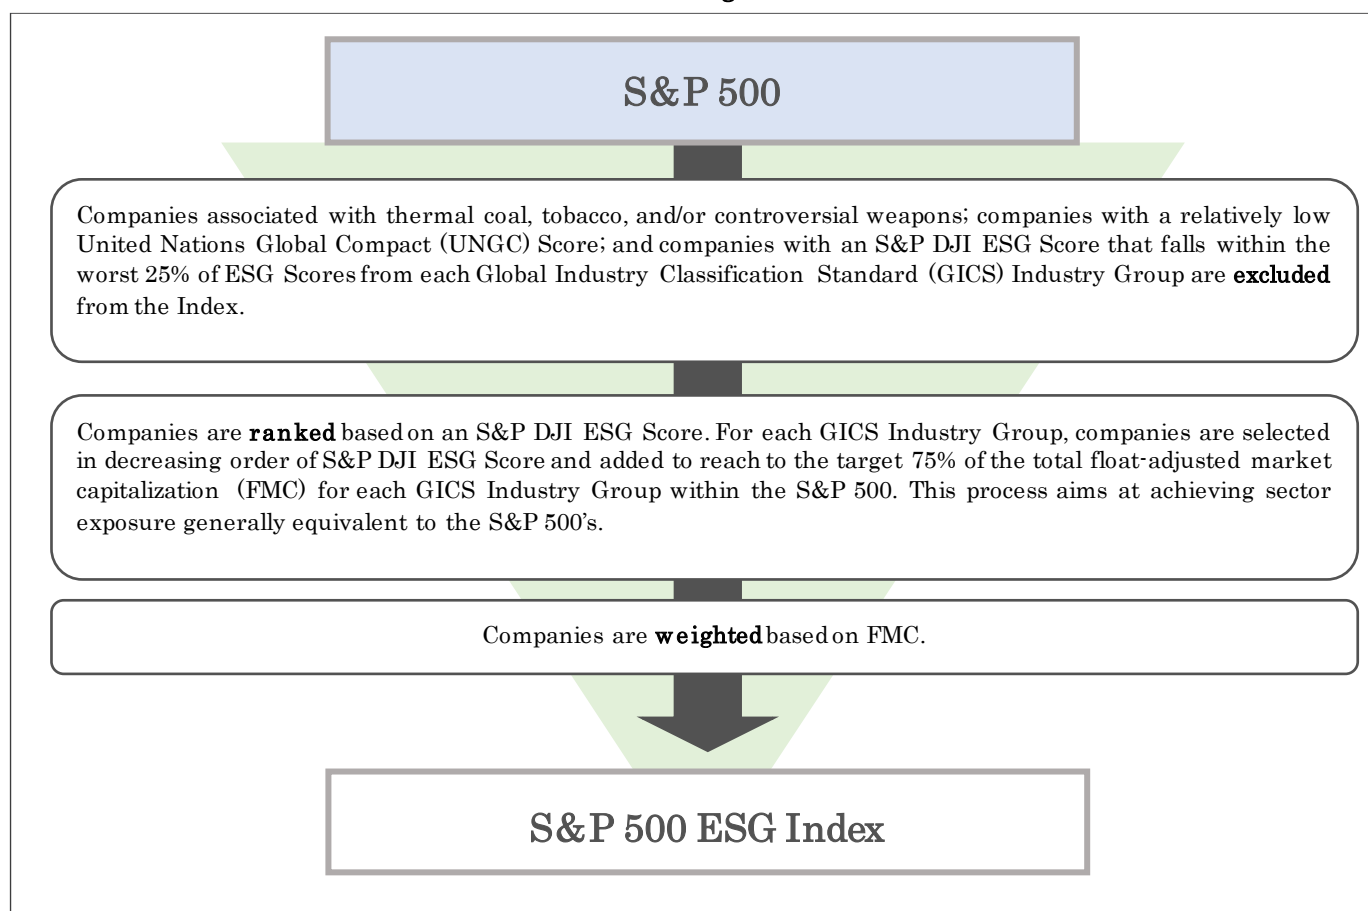 S&P 500
Companies associated with thermal coal, tobacco, and/or controversial weapons; companies with a relatively low
United Nations Global Compact (UNGC) Score; and companies with an S&P DJI ESG Score that falls within the
worst 25% of ESG Scores from each Global Industry Classification Standard (GICS) Industry Group are excluded
from the Index.
Companies are ranked based on an S&P DJI ESG Score. For each GICS Industry Group, companies are selected
in decreasing order of S&P DJI ESG Score and added to reach to the target 75% of the total float-adjusted market
capitalization (FMC) for each GICS Industry Group within the S&P 500. This process aims at achieving sector
exposure generally equivalent to the S&P 500’s.
Companies are weighted based on FMC.
S&P 500 ESG Index